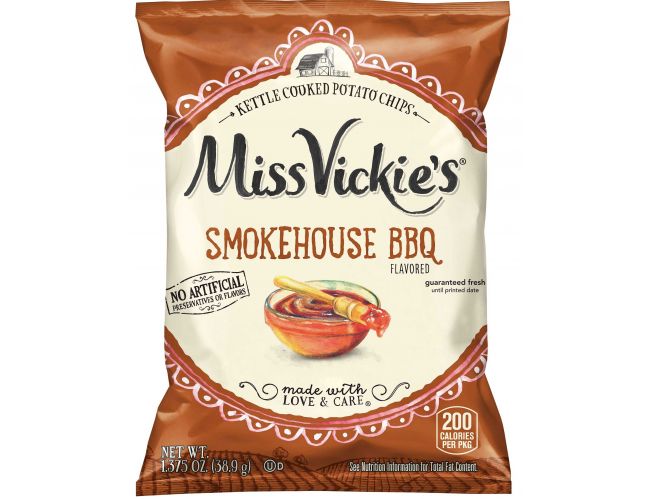 KETTLE COOKED POTATO CHIPS
Miss Vickie's®
SMOKEHOUSE BBQ
FLAVORED
guaranteed fresh
until printed date
NO ARTIFICIAL
PRESERVATIVES OR FLAVORS
made with
LOVE & CARE®
200
CALORIES
PER PKG
NET WT.
1.375 OZ. (38.9 g) U D
See Nutrition Information for Total Fat Content.